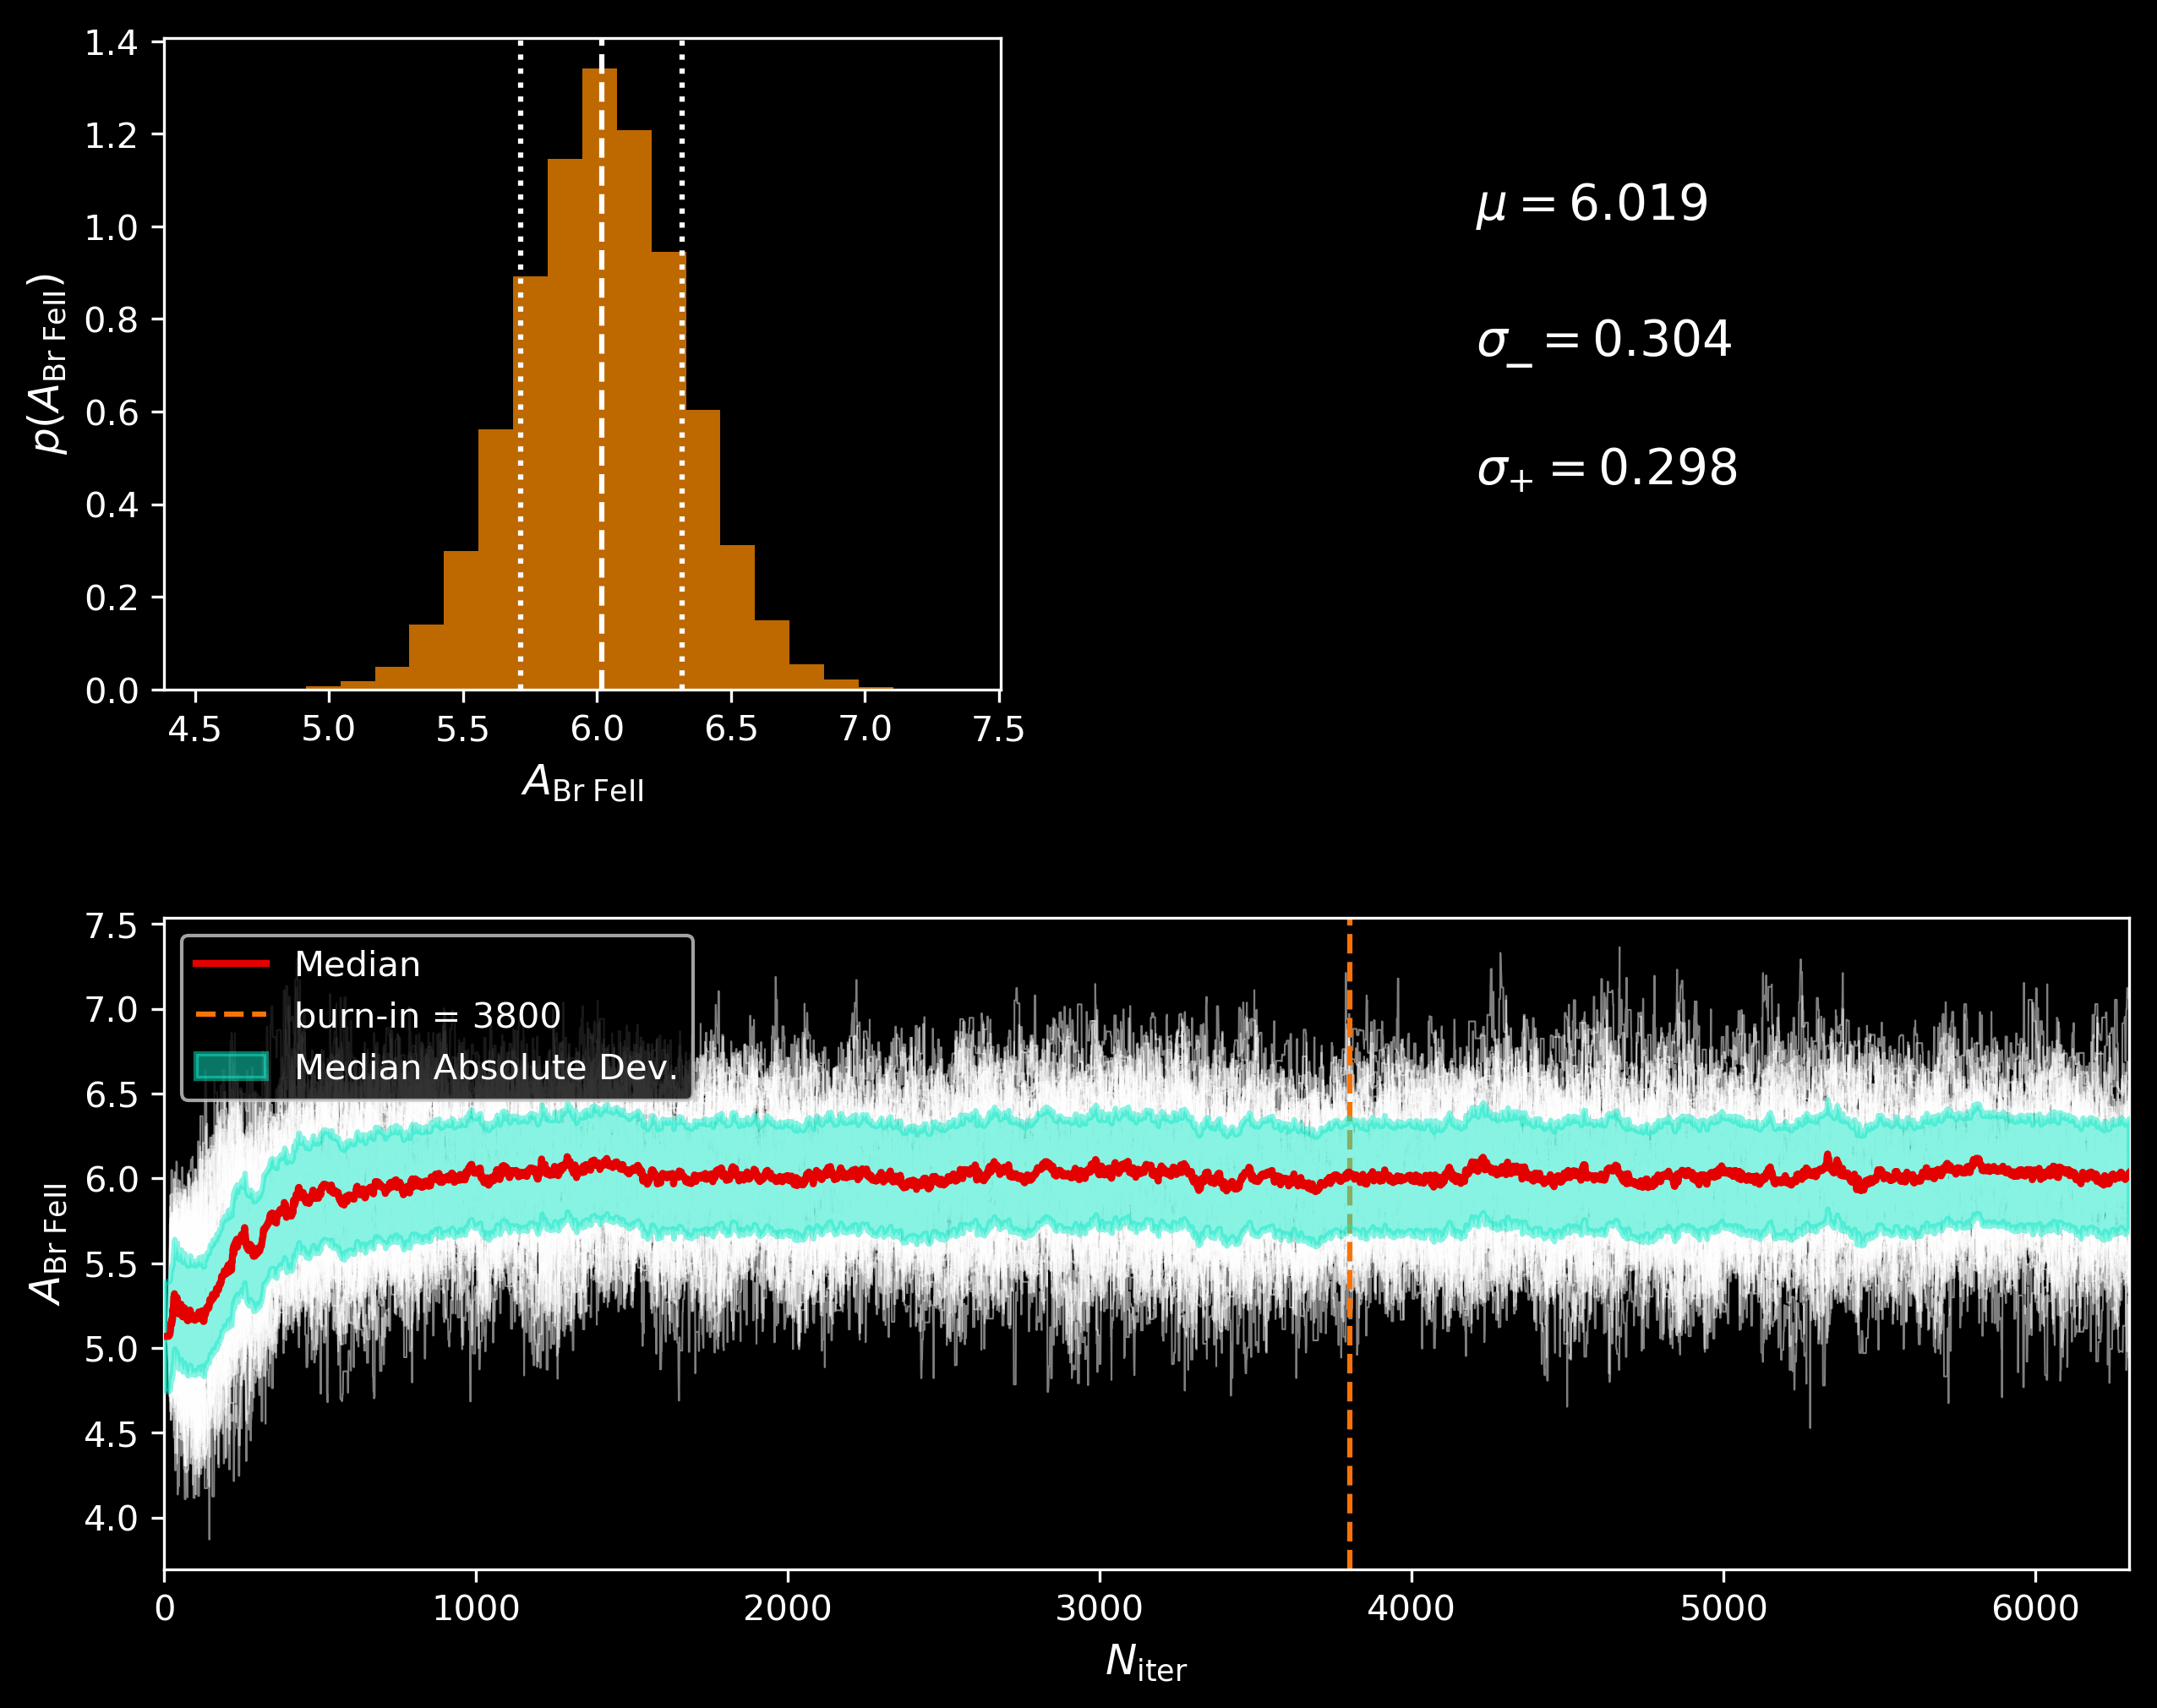 1.4
1.2
1.0
0.8
0.6
0.4
0.2
0.0
p(A_Br FeII)
4.5 5.0 5.5 6.0 6.5 7.0 7.5
A_Br FeII
μ = 6.019
σ_− = 0.304
σ_+ = 0.298
7.5
7.0
6.5
6.0
5.5
5.0
4.5
4.0
A_Br FeII
Median
burn-in = 3800
Median Absolute Dev.
0 1000 2000 3000 4000 5000 6000
N_iter